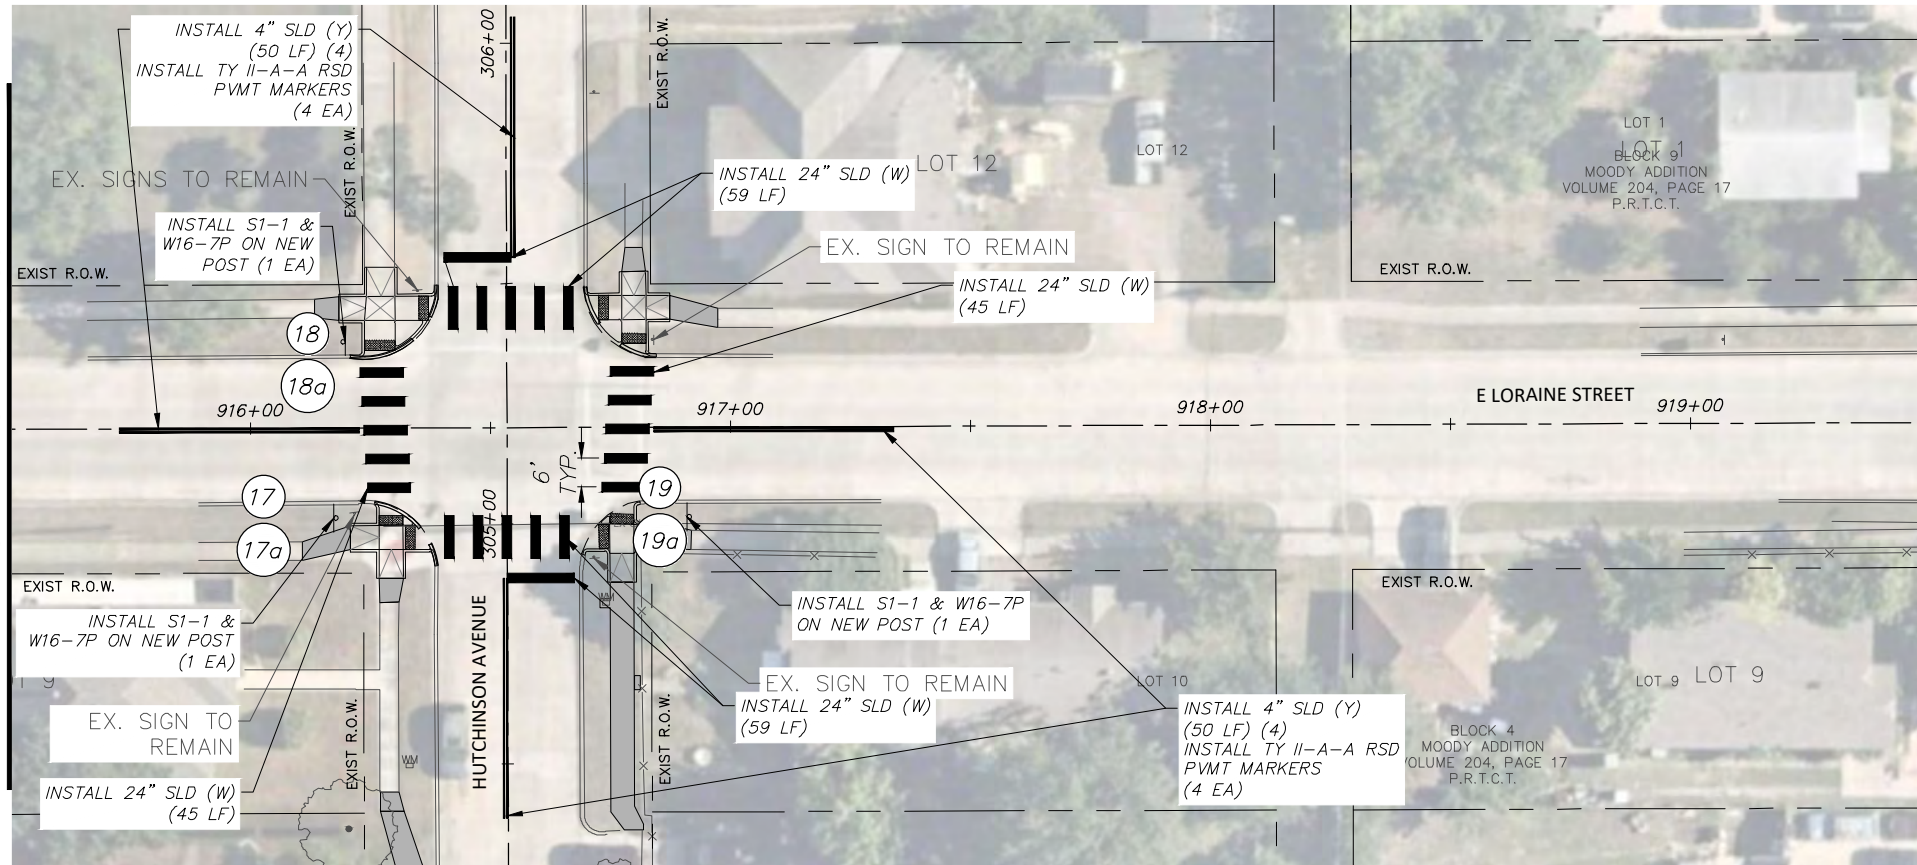 INSTALL 4” SLD (Y)
(50 LF) (4)
INSTALL TY II-A-A RSD
PVMT MARKERS
(4 EA)
306+00
EXIST R.O.W.
EXIST R.O.W.
EX. SIGNS TO REMAIN
INSTALL S1-1 &
W16-7P ON NEW
POST (1 EA)
INSTALL 24” SLD (W)
(59 LF)
LOT 12
LOT 12
LOT 1
LOT 1
BLOCK 9
MOODY ADDITION
VOLUME 204, PAGE 17
P.R.T.C.T.
EX. SIGN TO REMAIN
EXIST R.O.W.
EXIST R.O.W.
INSTALL 24” SLD (W)
(45 LF)
18
18a
916+00
917+00
918+00
919+00
E LORAINE STREET
6'
TYP.
17
17a
19
19a
305+00
EXIST R.O.W.
EXIST R.O.W.
INSTALL S1-1 &
W16-7P ON NEW POST
(1 EA)
HUTCHINSON AVENUE
WM
INSTALL S1-1 & W16-7P
ON NEW POST (1 EA)
EX. SIGN TO REMAIN
INSTALL 24” SLD (W)
(59 LF)
LOT 10
LOT 9
LOT 9
EX. SIGN TO
REMAIN
EXIST R.O.W.
EXIST R.O.W.
WM
INSTALL 4” SLD (Y)
(50 LF) (4)
INSTALL TY II-A-A RSD
PVMT MARKERS
(4 EA)
BLOCK 4
MOODY ADDITION
OLUME 204, PAGE 17
P.R.T.C.T.
INSTALL 24” SLD (W)
(45 LF)